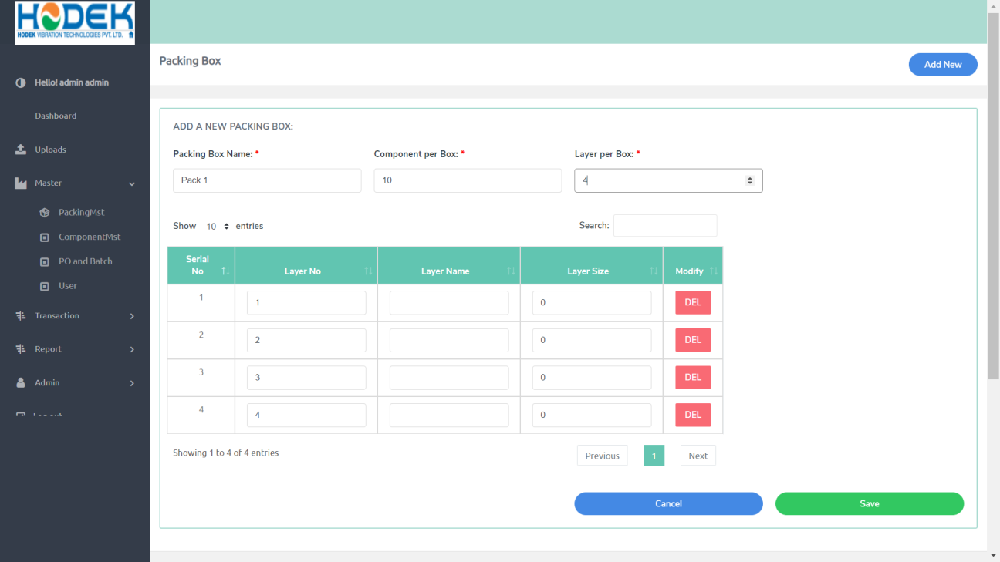 HODEK
HODEK VIBRATION TECHNOLOGIES PVT. LTD.
Hello! admin admin
Dashboard
Uploads
Master
PackingMst
ComponentMst
PO and Batch
User
Transaction
Report
Admin
Packing Box
Add New
ADD A NEW PACKING BOX:
Packing Box Name: * Component per Box: * Layer per Box: *
Pack 1 10 4
Show 10 entries Search:
Serial No Layer No Layer Name Layer Size Modify
1 1 0 DEL
2 2 0 DEL
3 3 0 DEL
4 4 0 DEL
Showing 1 to 4 of 4 entries Previous 1 Next
Cancel Save